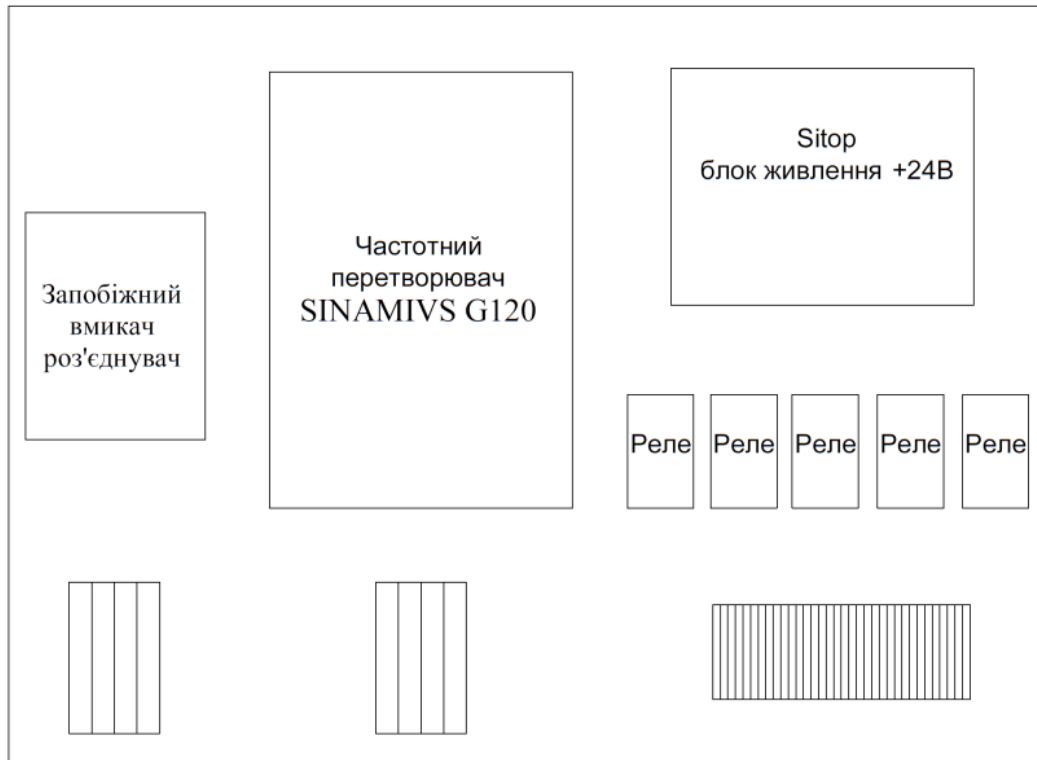 Запобіжний
вмикач
роз'єднувач
Частотний
перетворювач
SINAMIVS G120
Sitop
блок живлення +24В
Реле
Реле
Реле
Реле
Реле